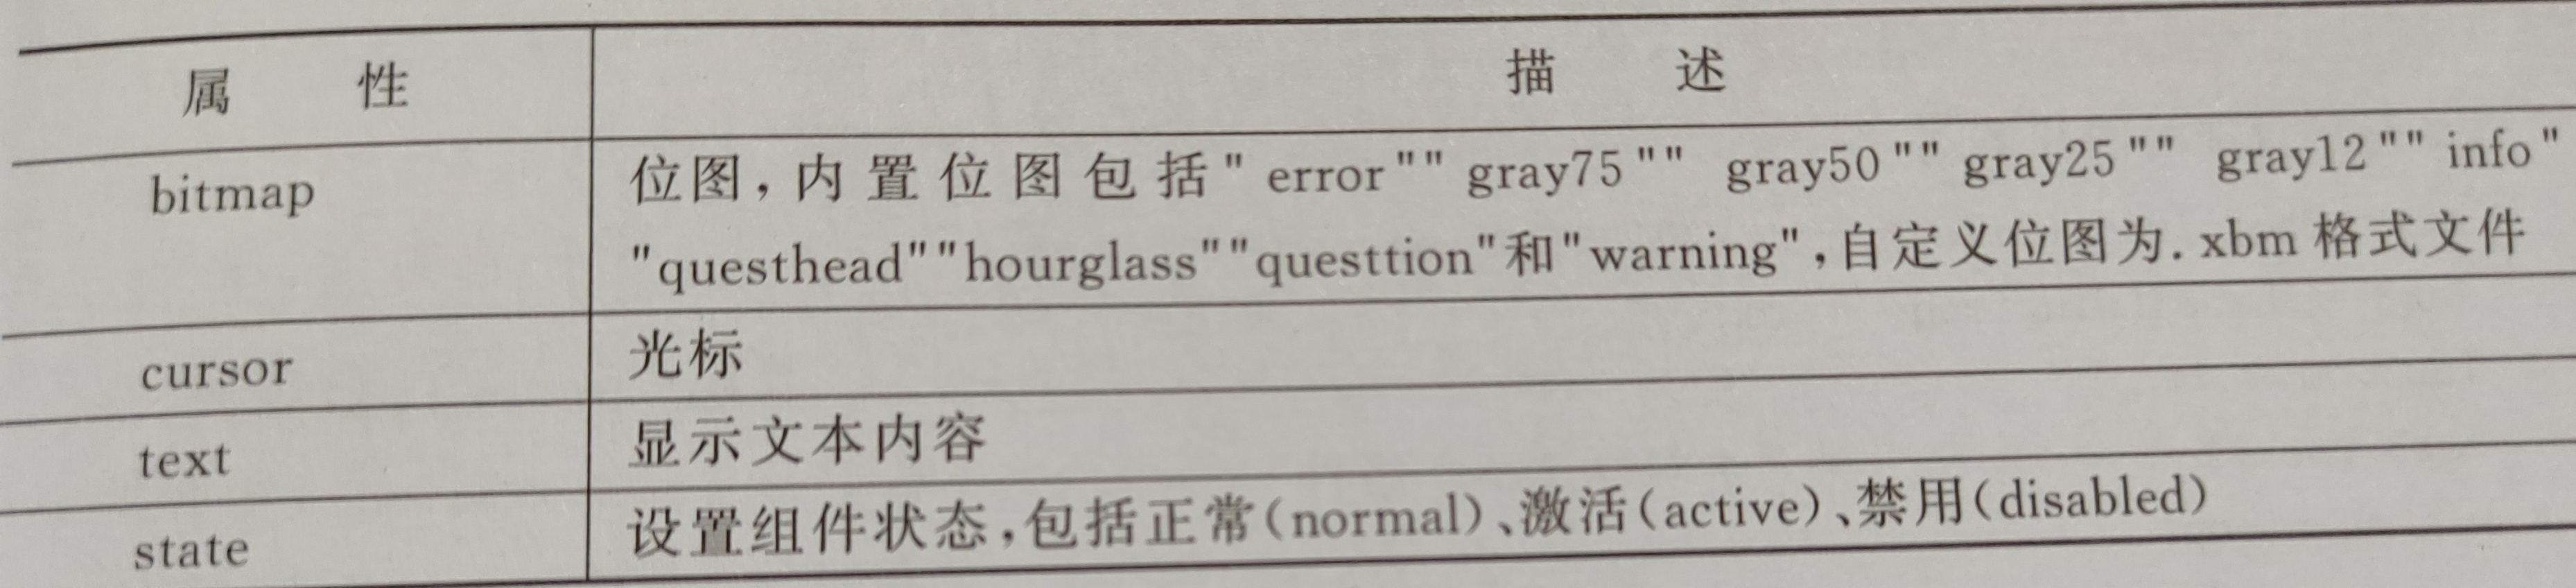 属 性 描 述
bitmap 位图,内置位图包括"error""gray75""gray50""gray25""gray12""info"
"questhead""hourglass""questtion"和"warning",自定义位图为.xbm格式文件
cursor 光标
text 显示文本内容
state 设置组件状态,包括正常(normal)、激活(active)、禁用(disabled)